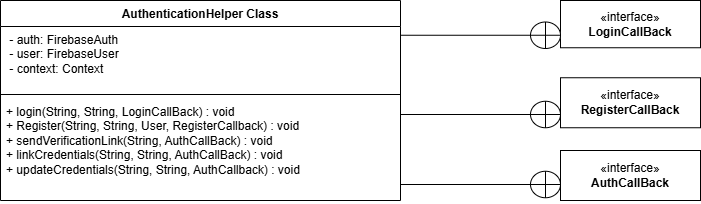 AuthenticationHelper Class
- auth: FirebaseAuth
- user: FirebaseUser
- context: Context
+ login(String, String, LoginCallBack) : void
+ Register(String, String, User, RegisterCallback) : void
+ sendVerificationLink(String, AuthCallBack) : void
+ linkCredentials(String, String, AuthCallBack) : void
+ updateCredentials(String, String, AuthCallback) : void
«interface»
LoginCallBack
«interface»
RegisterCallBack
«interface»
AuthCallBack